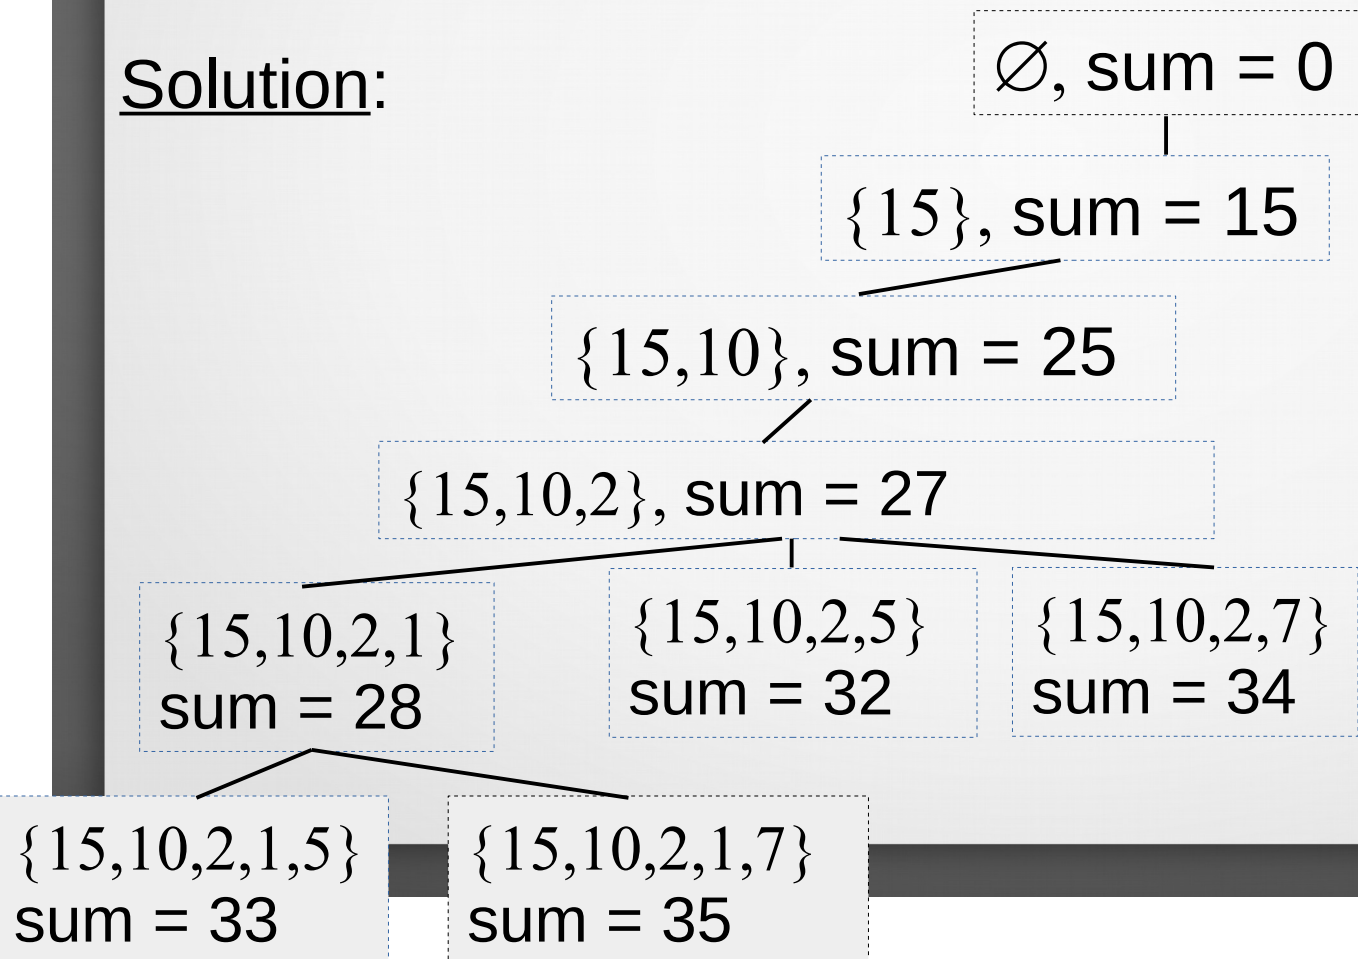 Solution:
∅, sum = 0
{15}, sum = 15
{15,10}, sum = 25
{15,10,2}, sum = 27
{15,10,2,1}
sum = 28
{15,10,2,5}
sum = 32
{15,10,2,7}
sum = 34
{15,10,2,1,5}
sum = 33
{15,10,2,1,7}
sum = 35